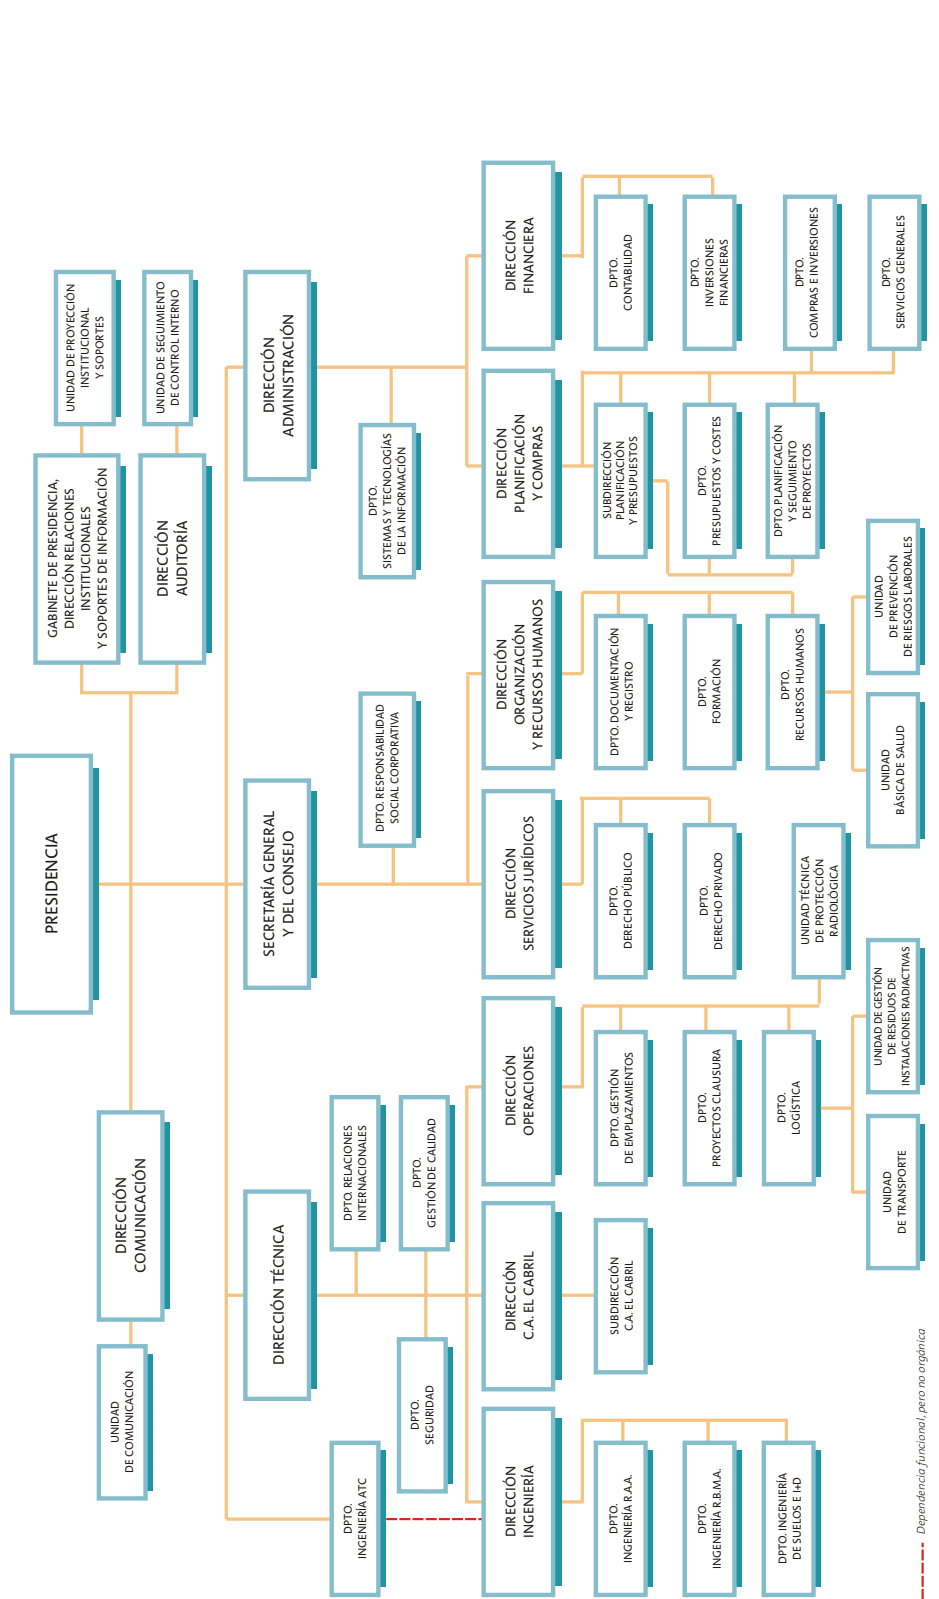 PRESIDENCIA
GABINETE DE PRESIDENCIA,
DIRECCIÓN RELACIONES
INSTITUCIONALES
Y SOPORTES DE INFORMACIÓN
UNIDAD DE PROYECCIÓN
INSTITUCIONAL
Y SOPORTES
DIRECCIÓN
AUDITORÍA
UNIDAD DE SEGUIMIENTO
DE CONTROL INTERNO
UNIDAD
DE COMUNICACIÓN
DIRECCIÓN
COMUNICACIÓN
DIRECCIÓN TÉCNICA
SECRETARÍA GENERAL
Y DEL CONSEJO
DIRECCIÓN
ADMINISTRACIÓN
DPTO.
INGENIERÍA ATC
DPTO. RELACIONES
INTERNACIONALES
DPTO.
SEGURIDAD
DPTO.
GESTIÓN DE CALIDAD
DPTO. RESPONSABILIDAD
SOCIAL CORPORATIVA
DPTO.
SISTEMAS Y TECNOLOGÍAS
DE LA INFORMACIÓN
DIRECCIÓN
INGENIERÍA
DIRECCIÓN
C.A. EL CABRIL
DIRECCIÓN
OPERACIONES
DIRECCIÓN
SERVICIOS JURÍDICOS
DIRECCIÓN
ORGANIZACIÓN
Y RECURSOS HUMANOS
DIRECCIÓN
PLANIFICACIÓN
Y COMPRAS
DIRECCIÓN
FINANCIERA
DPTO.
INGENIERÍA R.A.A.
SUBDIRECCIÓN
C.A. EL CABRIL
DPTO. GESTIÓN
DE EMPLAZAMIENTOS
DPTO.
DERECHO PÚBLICO
DPTO. DOCUMENTACIÓN
Y REGISTRO
SUBDIRECCIÓN
PLANIFICACIÓN
Y PRESUPUESTOS
DPTO.
CONTABILIDAD
DPTO.
INGENIERÍA R.B.M.A.
DPTO.
PROYECTOS CLAUSURA
DPTO.
DERECHO PRIVADO
DPTO.
FORMACIÓN
DPTO.
PRESUPUESTOS Y COSTES
DPTO.
INVERSIONES
FINANCIERAS
DPTO. INGENIERÍA
DE SUELOS E I+D
DPTO.
LOGÍSTICA
UNIDAD TÉCNICA
DE PROTECCIÓN
RADIOLÓGICA
DPTO.
RECURSOS HUMANOS
DPTO. PLANIFICACIÓN
Y SEGUIMIENTO
DE PROYECTOS
DPTO.
COMPRAS E INVERSIONES
UNIDAD
DE TRANSPORTE
UNIDAD DE GESTIÓN
DE RESIDUOS DE
INSTALACIONES RADIACTIVAS
UNIDAD
BÁSICA DE SALUD
UNIDAD
DE PREVENCIÓN
DE RIESGOS LABORALES
DPTO.
SERVICIOS GENERALES
Dependencia funcional, pero no orgánica